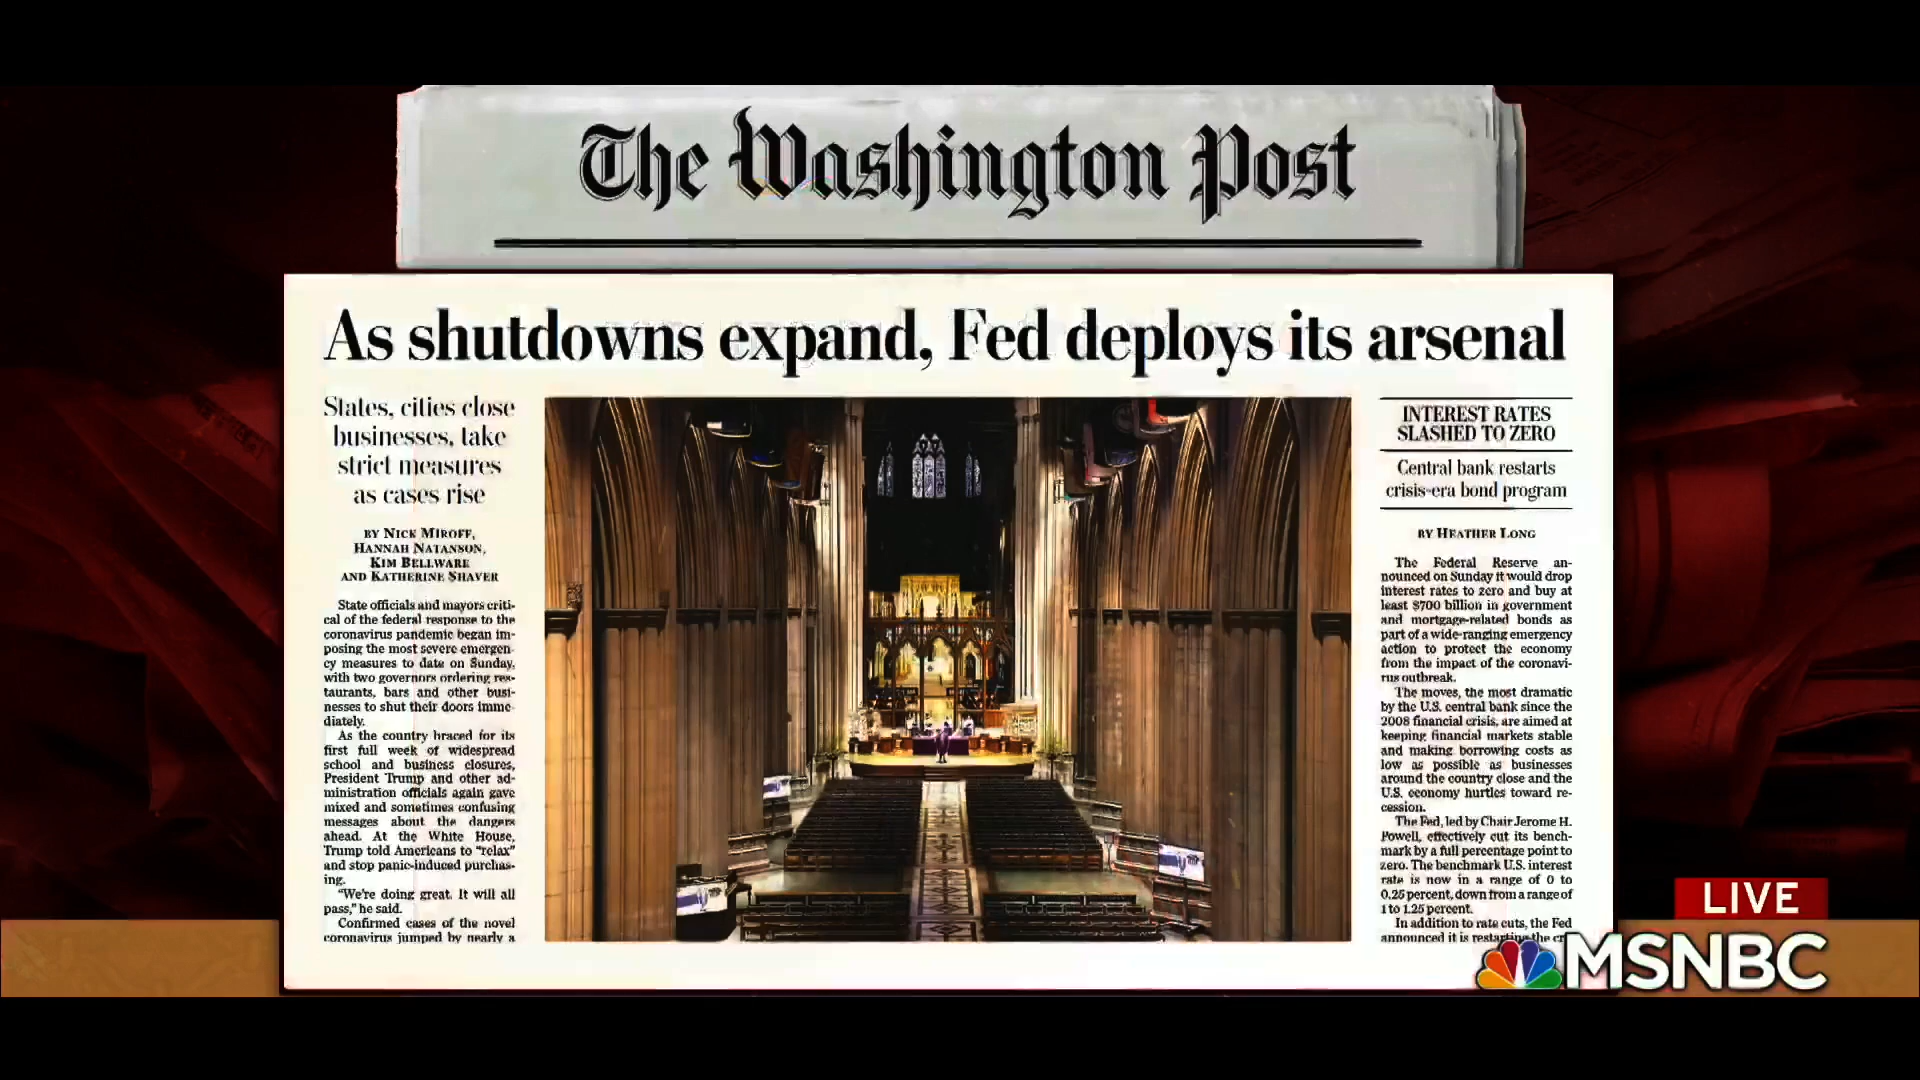 The Washington Post
As shutdowns expand, Fed deploys its arsenal
States, cities close
businesses, take
strict measures
as cases rise
BY NICK MIROFF,
HANNAH NATANSON,
KIM BELLWARE
AND KATHERINE SHAVER
State officials and mayors criti-
cal of the federal response to the
coronavirus pandemic began im-
posing the most severe emergen-
cy measures to date on Sunday,
with two governors ordering res-
taurants, bars and other busi-
nesses to shut their doors imme-
diately.
As the country braced for its
first full week of widespread
school and business closures,
President Trump and other ad-
ministration officials again gave
mixed and sometimes confusing
messages about the dangers
ahead. At the White House,
Trump told Americans to “relax”
and stop panic-induced purchas-
ing.
“We’re doing great. It will all
pass,” he said.
Confirmed cases of the novel
coronavirus jumped by nearly a
INTEREST RATES
SLASHED TO ZERO
Central bank restarts
crisis-era bond program
BY HEATHER LONG
The Federal Reserve an-
nounced on Sunday it would drop
interest rates to zero and buy at
least $700 billion in government
and mortgage-related bonds as
part of a wide-ranging emergency
action to protect the economy
from the impact of the coronavi-
rus outbreak.
The moves, the most dramatic
by the U.S. central bank since the
2008 financial crisis, are aimed at
keeping financial markets stable
and making borrowing costs as
low as possible as businesses
around the country close and the
U.S. economy hurtles toward re-
cession.
The Fed, led by Chair Jerome H.
Powell, effectively cut its bench-
mark by a full percentage point to
zero. The benchmark U.S. interest
rate is now in a range of 0 to
0.25 percent, down from a range of
1 to 1.25 percent.
In addition to rate cuts, the Fed
announced it is restarting the
LIVE
MSNBC